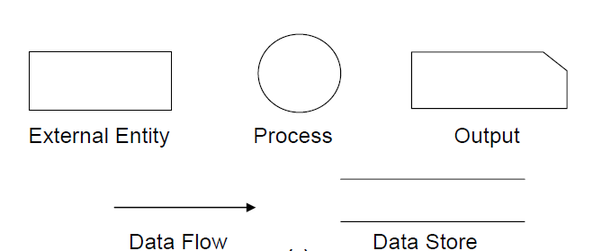 External Entity
Process
Output
Data Flow
Data Store